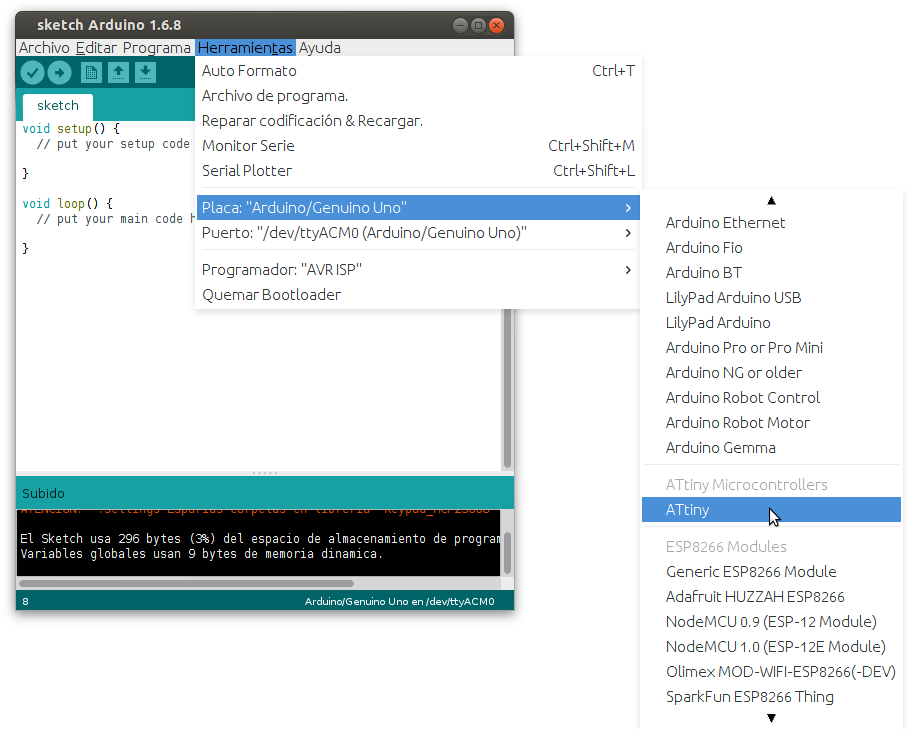 sketch Arduino 1.6.8
Archivo Editar Programa Herramientas Ayuda
Auto Formato Ctrl+T
Archivo de programa.
Reparar codificación & Recargar.
Monitor Serie Ctrl+Shift+M
Serial Plotter Ctrl+Shift+L
Placa: "Arduino/Genuino Uno"
Puerto: "/dev/ttyACM0 (Arduino/Genuino Uno)"
Programador: "AVR ISP"
Quemar Bootloader
sketch
void setup() {
// put your setup code
}
void loop() {
// put your main code h
}
Arduino Ethernet
Arduino Fio
Arduino BT
LilyPad Arduino USB
LilyPad Arduino
Arduino Pro or Pro Mini
Arduino NG or older
Arduino Robot Control
Arduino Robot Motor
Arduino Gemma
ATtiny Microcontrollers
ATtiny
ESP8266 Modules
Generic ESP8266 Module
Adafruit HUZZAH ESP8266
NodeMCU 0.9 (ESP-12 Module)
NodeMCU 1.0 (ESP-12E Module)
Olimex MOD-WIFI-ESP8266(-DEV)
SparkFun ESP8266 Thing
Subido
El Sketch usa 296 bytes (3%) del espacio de almacenamiento de program
Variables globales usan 9 bytes de memoria dinamica.
8 Arduino/Genuino Uno en /dev/ttyACM0